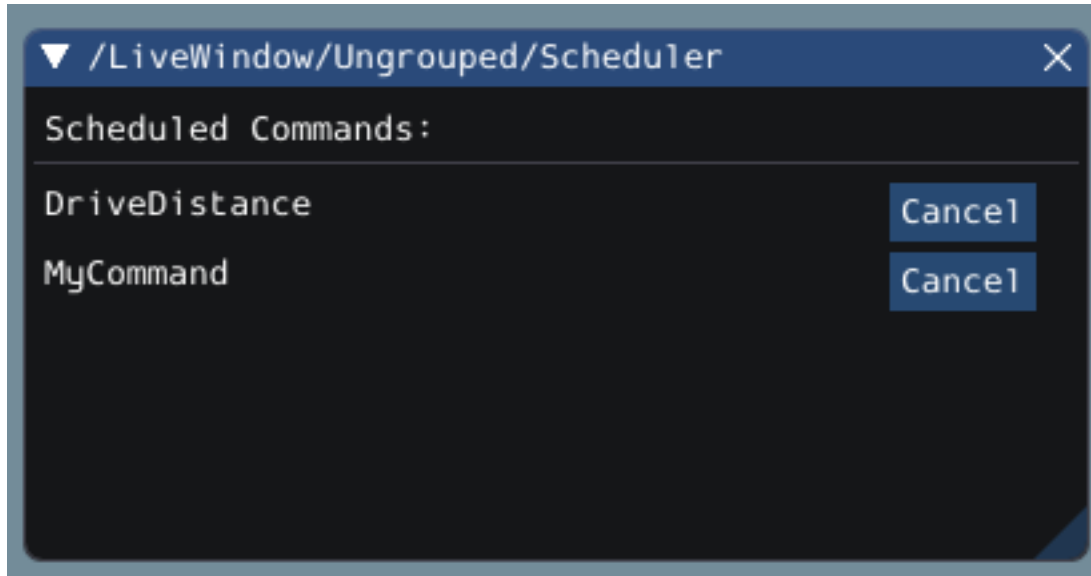 /LiveWindow/Ungrouped/Scheduler
Scheduled Commands:
DriveDistance Cancel
MyCommand Cancel